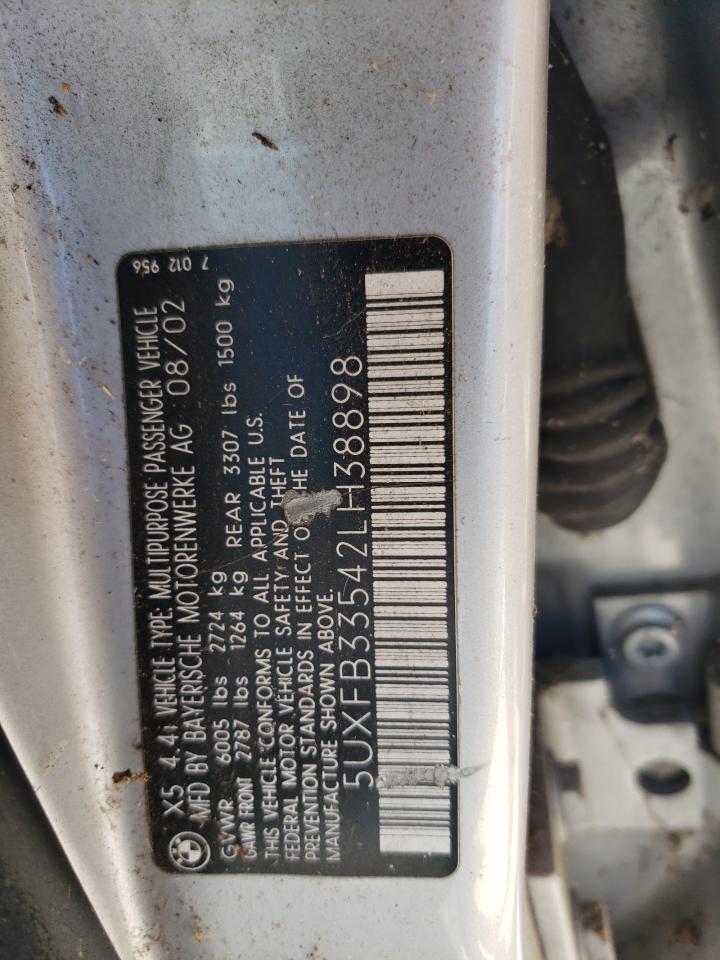 7 012 956
X5 4.4i VEHICLE TYPE: MULTIPURPOSE PASSENGER VEHICLE
MFD BY BAYERISCHE MOTORENWERKE AG 08/02
GVWR 6005 lbs 2724 kg REAR 3307 lbs 1500 kg
GAWR FRONT 2787 lbs 1264 kg
THIS VEHICLE CONFORMS TO ALL APPLICABLE U.S.
FEDERAL MOTOR VEHICLE SAFETY AND THEFT
PREVENTION STANDARDS IN EFFECT ON THE DATE OF
MANUFACTURE SHOWN ABOVE.
5UXFB33542LH38898